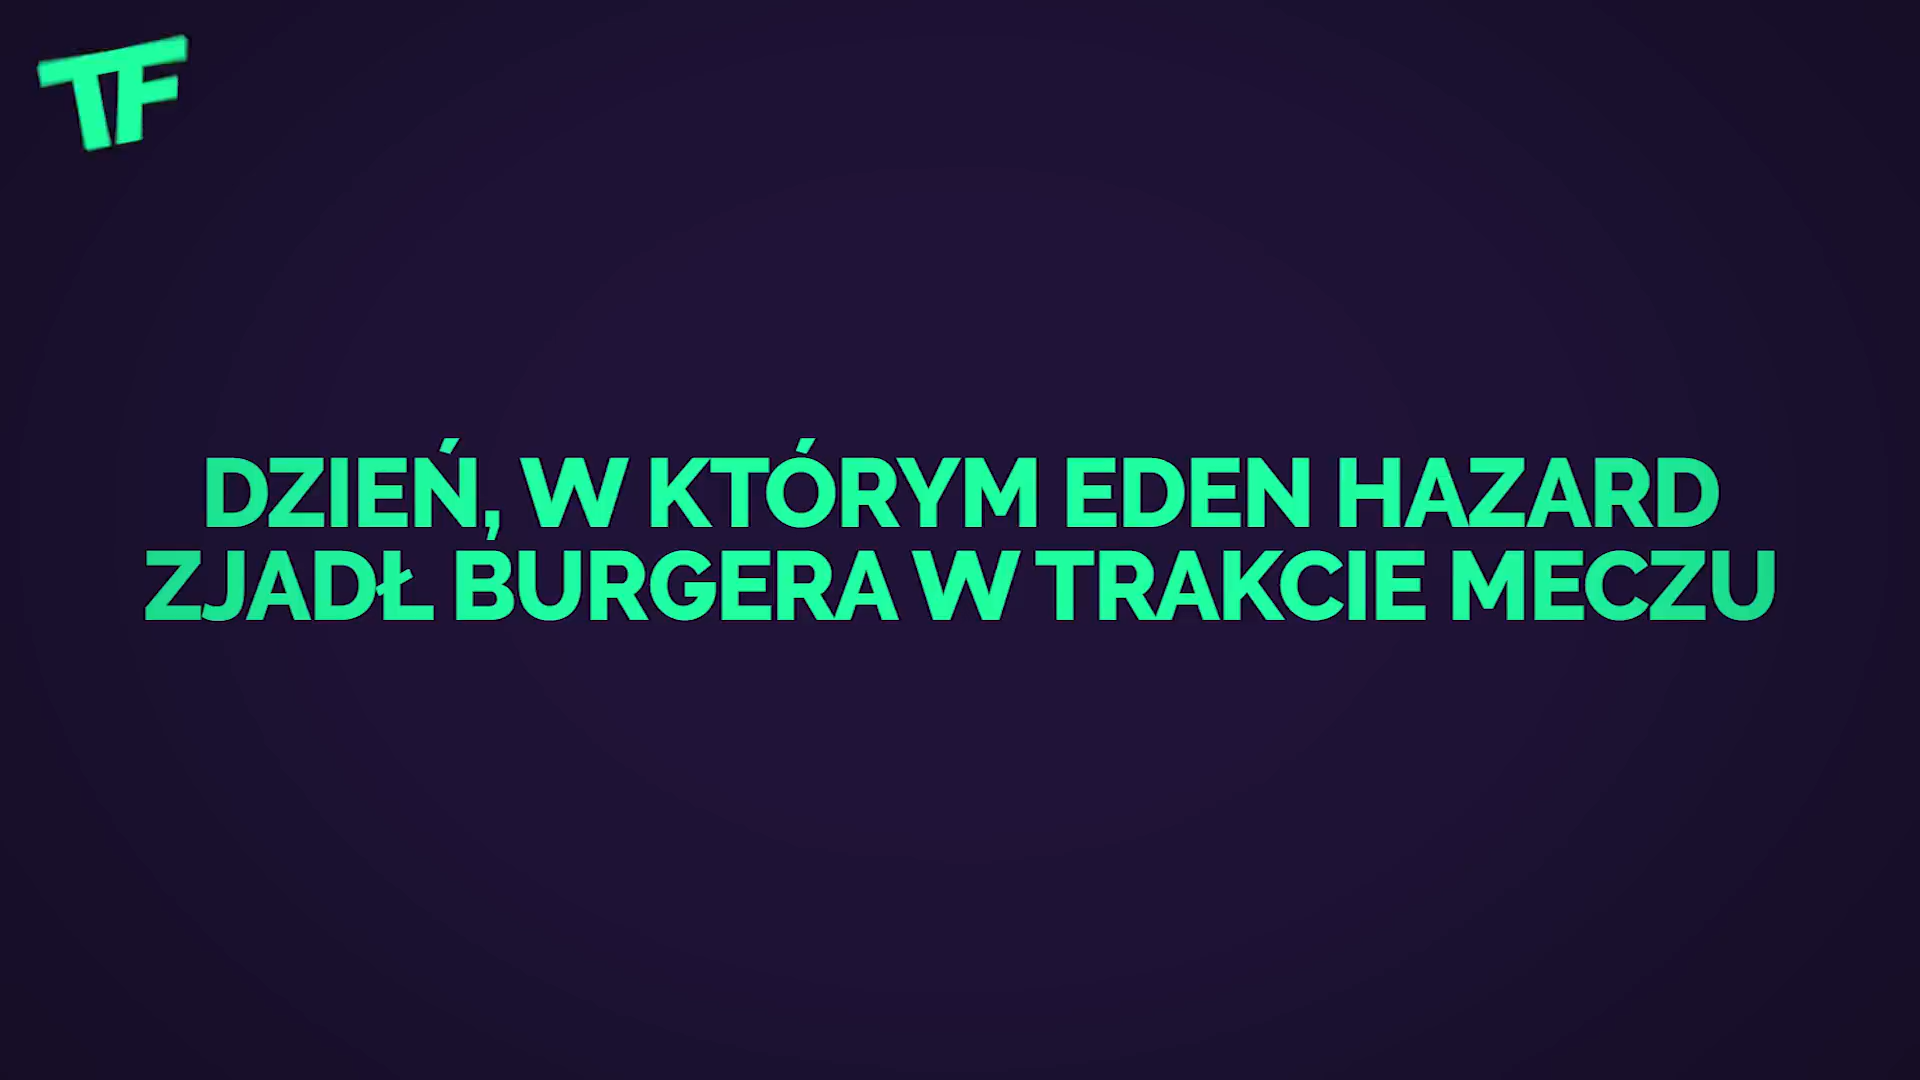 TF
DZIEŃ, W KTÓRYM EDEN HAZARD
ZJADŁ BURGERA W TRAKCIE MECZU